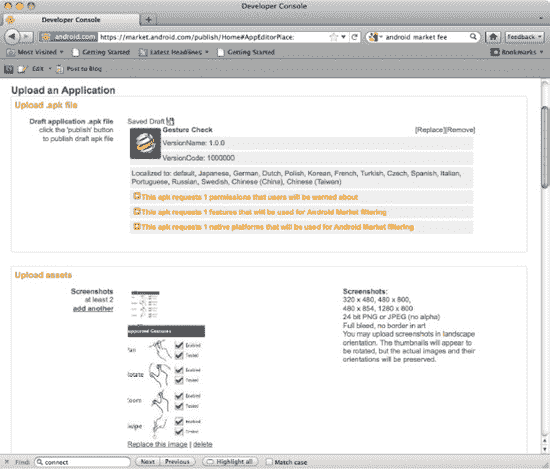 Developer Console
Developer Console
android.com https://market.android.com/publish/Home#AppEditorPlace:
android market fee
Feedback
Most Visited Getting Started Latest Headlines Getting Started
Bookmarks
Edit Post to Blog
Upload an Application
Upload .apk file
Draft application .apk file
click the 'publish' button
to publish draft apk file
Saved Draft
Gesture Check
[Replace][Remove]
VersionName: 1.0.0
VersionCode: 1000000
Localized to: default, Japanese, German, Dutch, Polish, Korean, French, Turkish, Czech, Spanish, Italian,
Portuguese, Russian, Swedish, Chinese (China), Chinese (Taiwan)
This apk requests 1 permissions that users will be warned about
This apk requests 1 features that will be used for Android Market filtering
This apk requests 1 native platforms that will be used for Android Market filtering
Upload assets
Screenshots
at least 2
add another
Supported Gestures
Pan
Enabled
Tested
Rotate
Enabled
Tested
Zoom
Enabled
Tested
Swipe
Enabled
Tested
Replace this image | delete
Screenshots:
320 x 480, 480 x 800,
480 x 854, 1280 x 800
24 bit PNG or JPEG (no alpha)
Full bleed, no border in art
You may upload screenshots in landscape
orientation. The thumbnails will appear to
be rotated, but the actual images and their
orientations will be preserved.
Find: connect
Next Previous Highlight all Match case